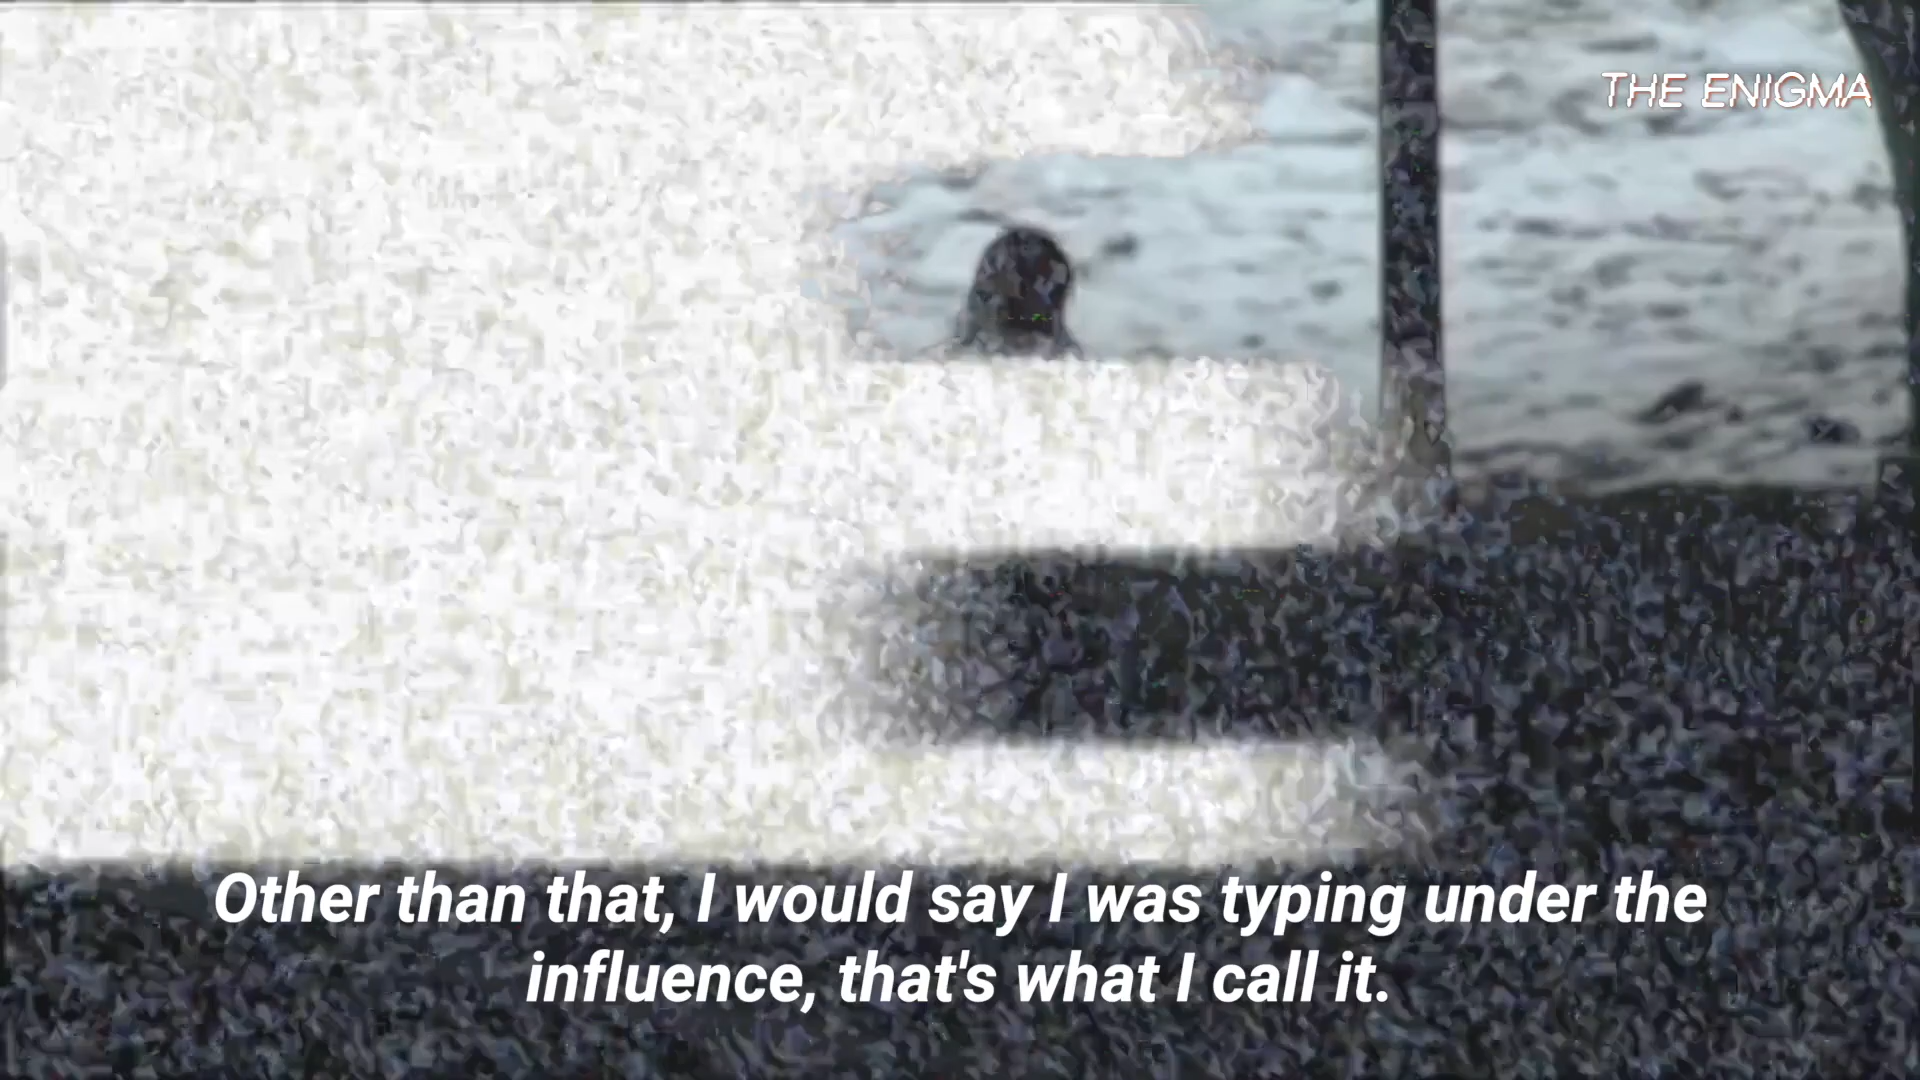 THE ENIGMA
Other than that, I would say I was typing under the
influence, that's what I call it.